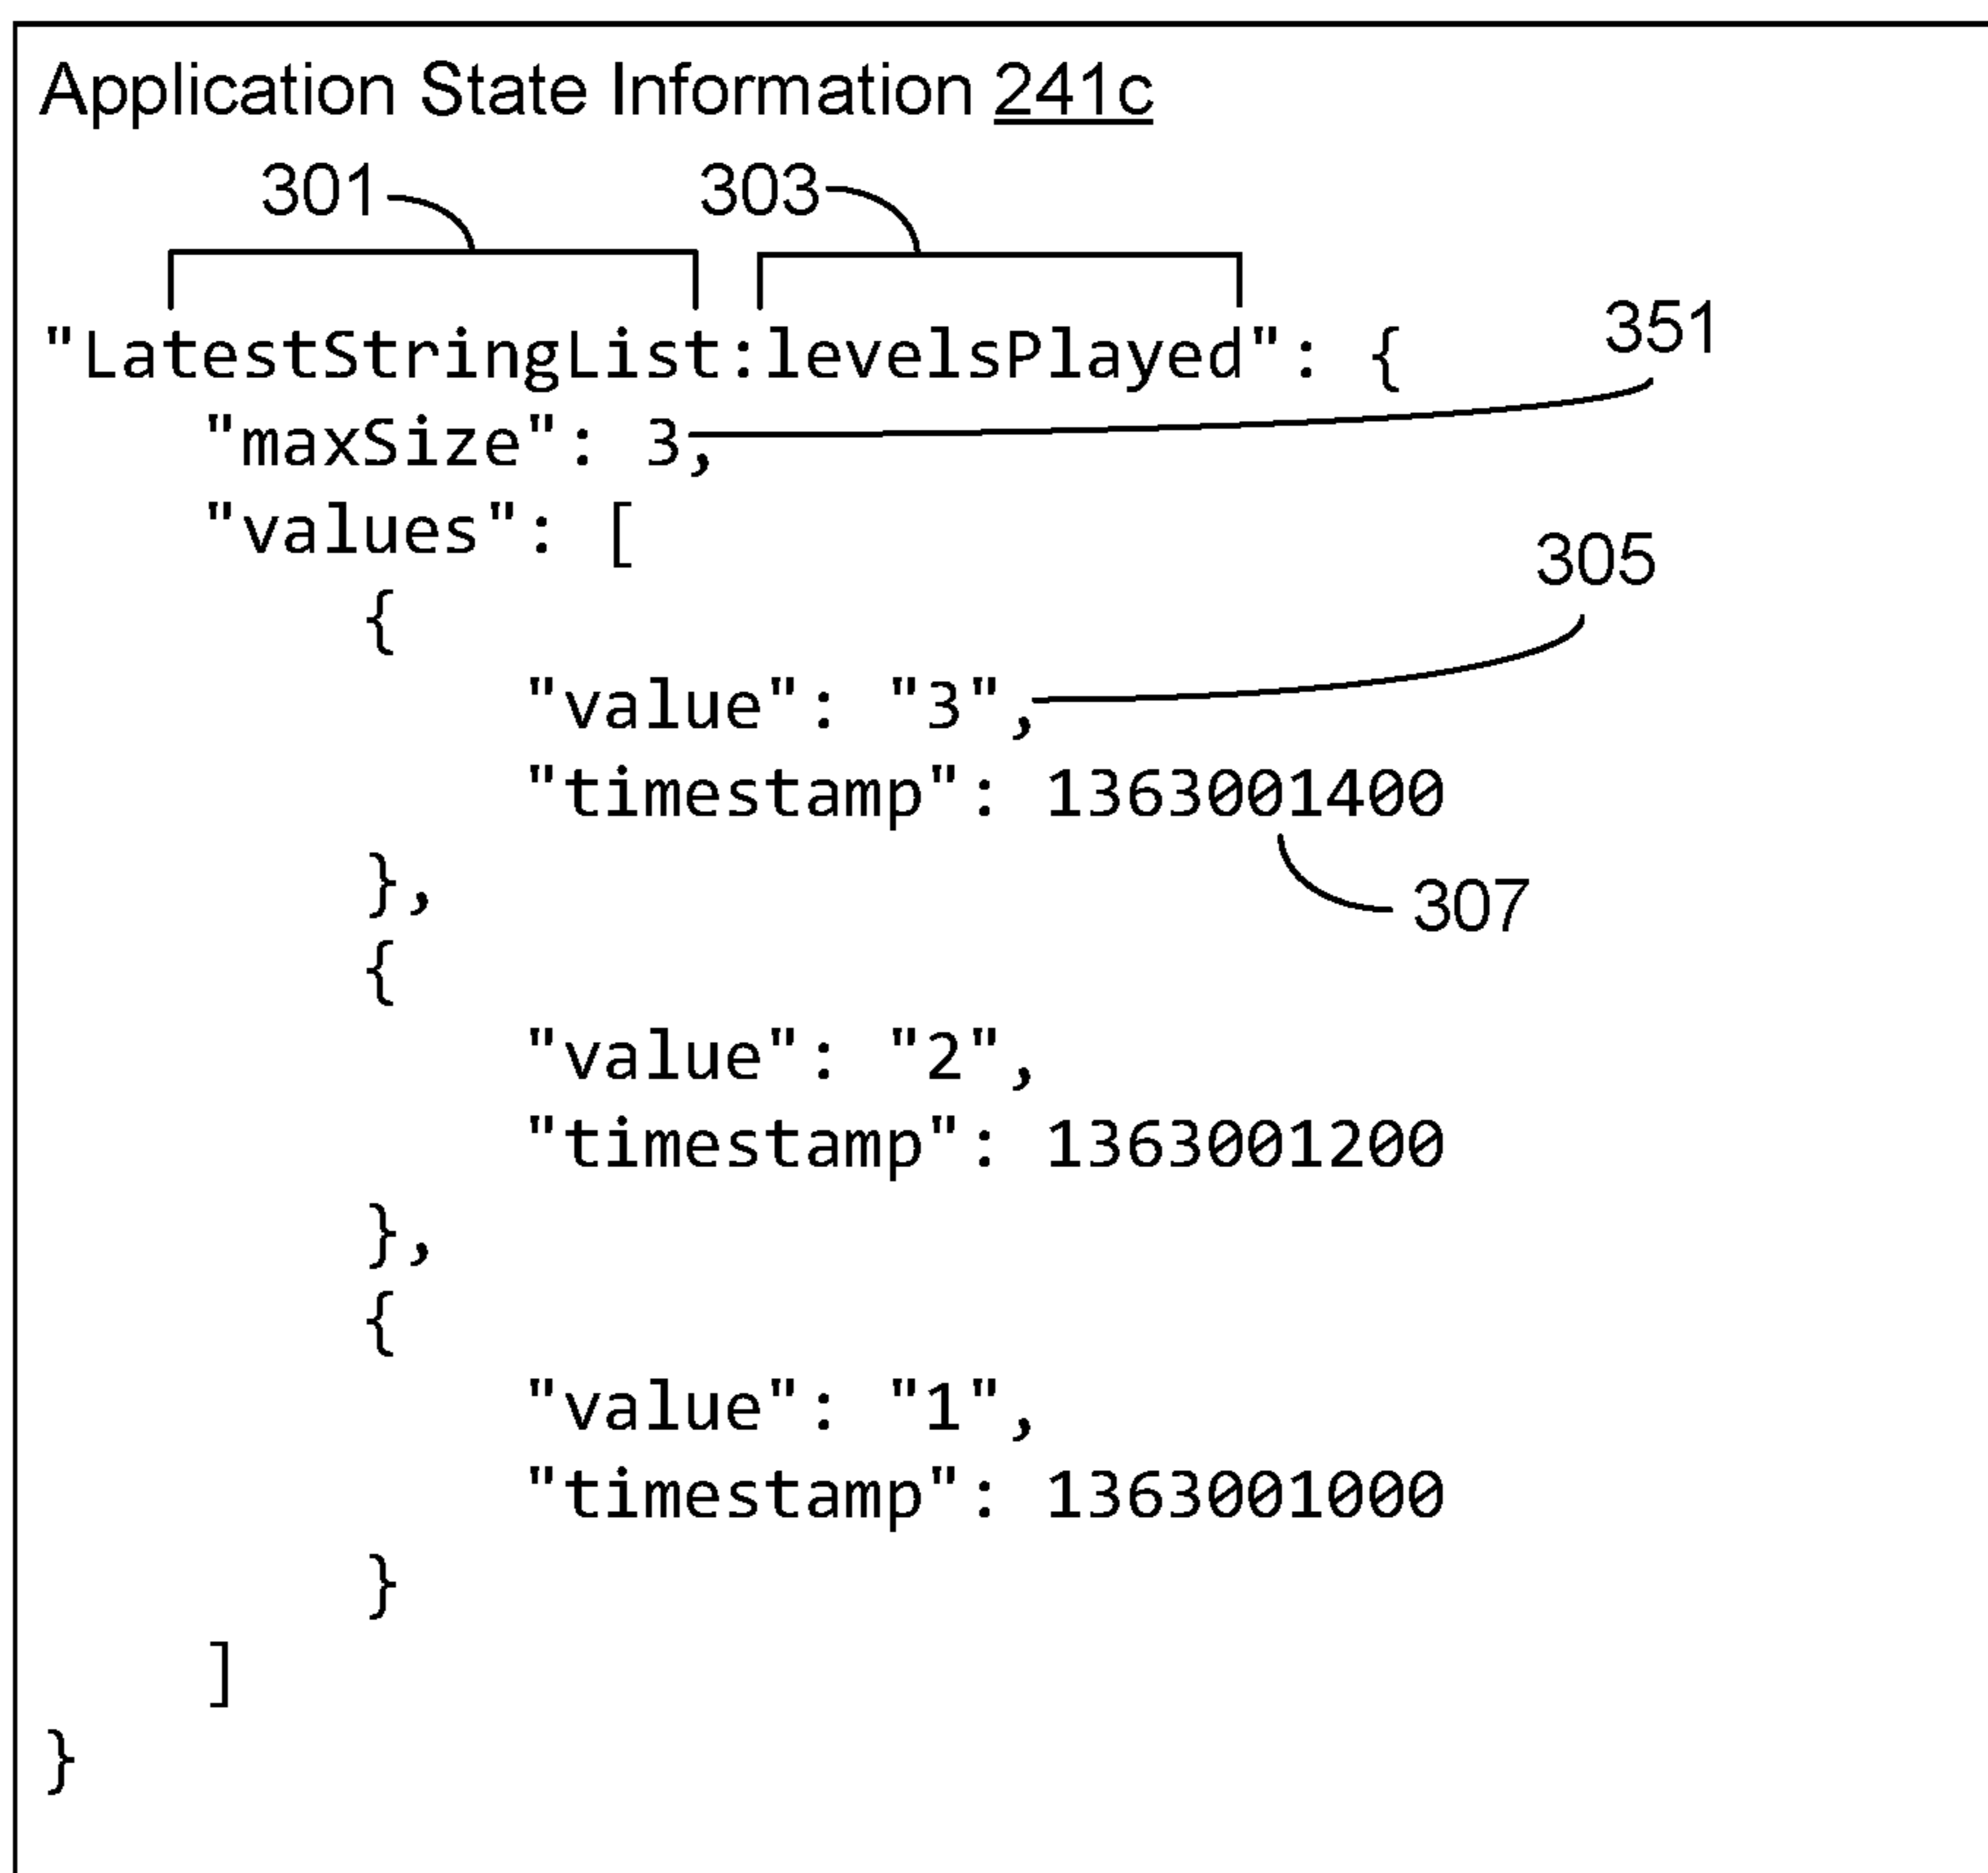 Application State Information 241c
301 303
"LatestStringList:levelsPlayed": {
351
"maxSize": 3,
"values": [
305
{
"value": "3",
"timestamp": 1363001400
307
},
{
"value": "2",
"timestamp": 1363001200
},
{
"value": "1",
"timestamp": 1363001000
}
]
}